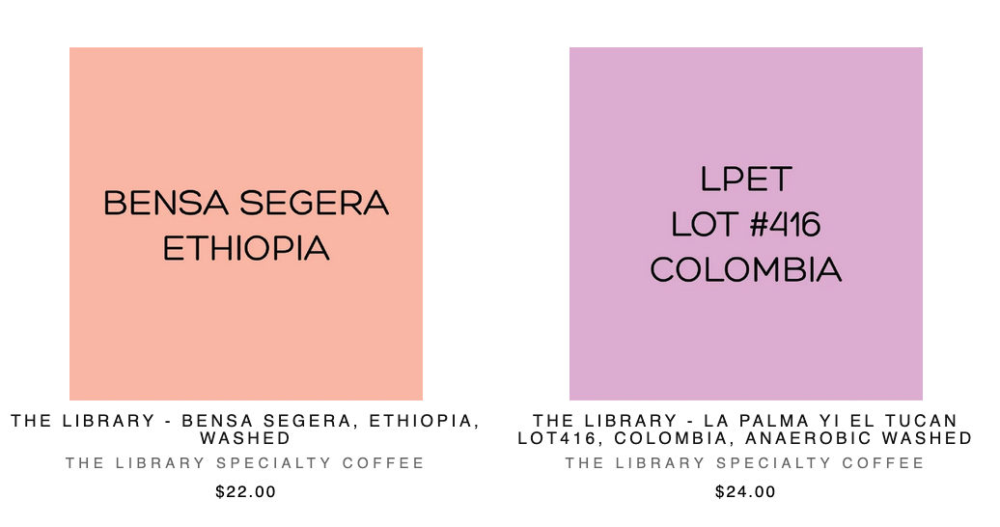 BENSA SEGERA
ETHIOPIA
THE LIBRARY - BENSA SEGERA, ETHIOPIA,
WASHED
THE LIBRARY SPECIALTY COFFEE
$22.00
LPET
LOT #416
COLOMBIA
THE LIBRARY - LA PALMA YI EL TUCAN
LOT416, COLOMBIA, ANAEROBIC WASHED
THE LIBRARY SPECIALTY COFFEE
$24.00